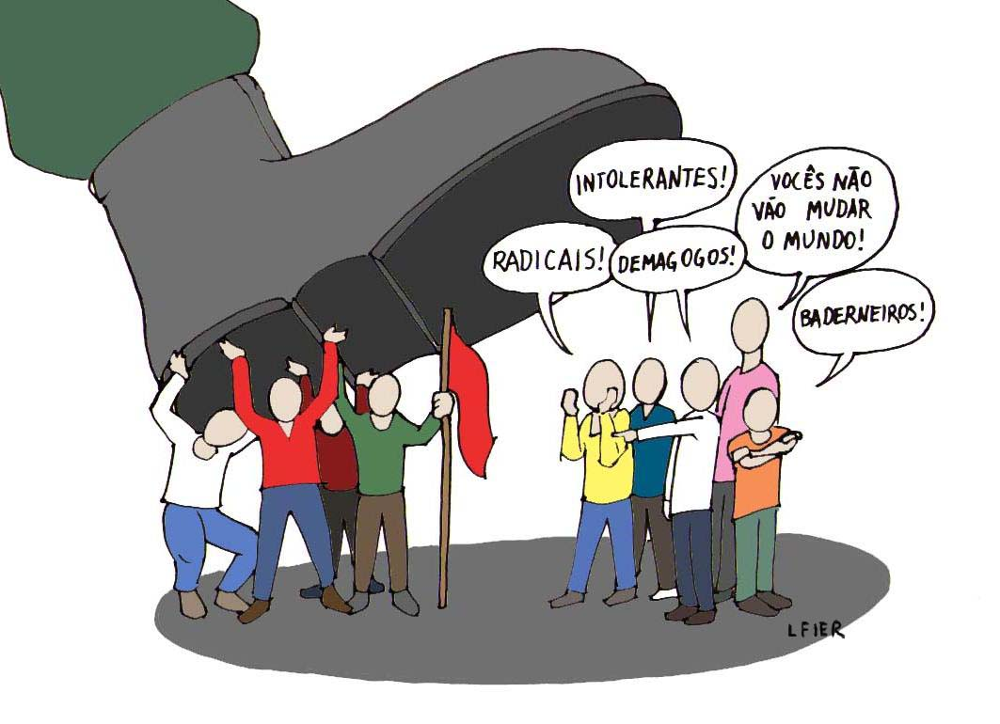 INTOLERANTES!
VOCÊS NÃO
VÃO MUDAR
O MUNDO!
RADICAIS!
DEMAGOGOS!
BADERNEIROS!
LFIER